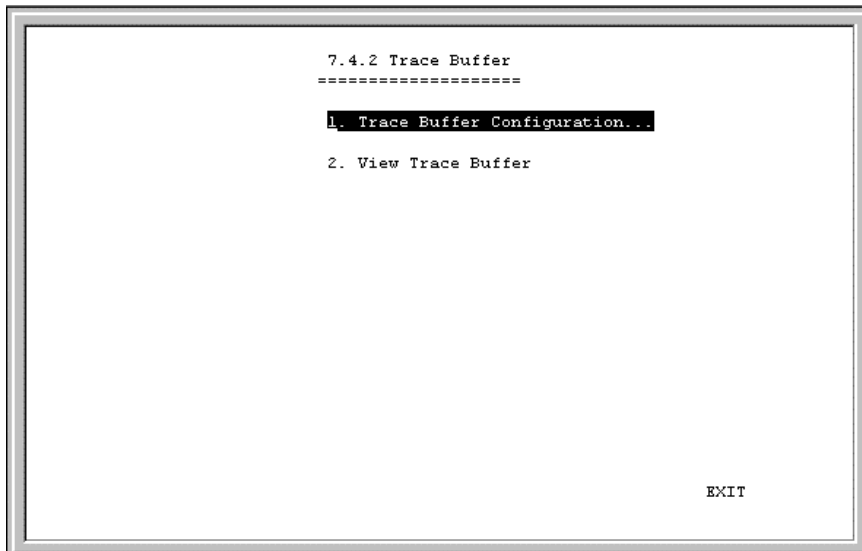 7.4.2 Trace Buffer
====================
1. Trace Buffer Configuration...
2. View Trace Buffer
EXIT